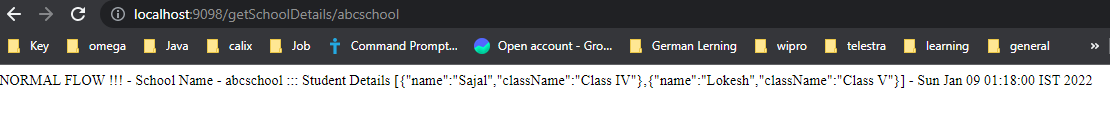 localhost:9098/getSchoolDetails/abcschool
Key omega Java calix Job Command Prompt... Open account - Gro... German Lerning wipro telestra learning general »
NORMAL FLOW !!! - School Name - abcschool ::: Student Details [{"name":"Sajal","className":"Class IV"},{"name":"Lokesh","className":"Class V"}] - Sun Jan 09 01:18:00 IST 2022